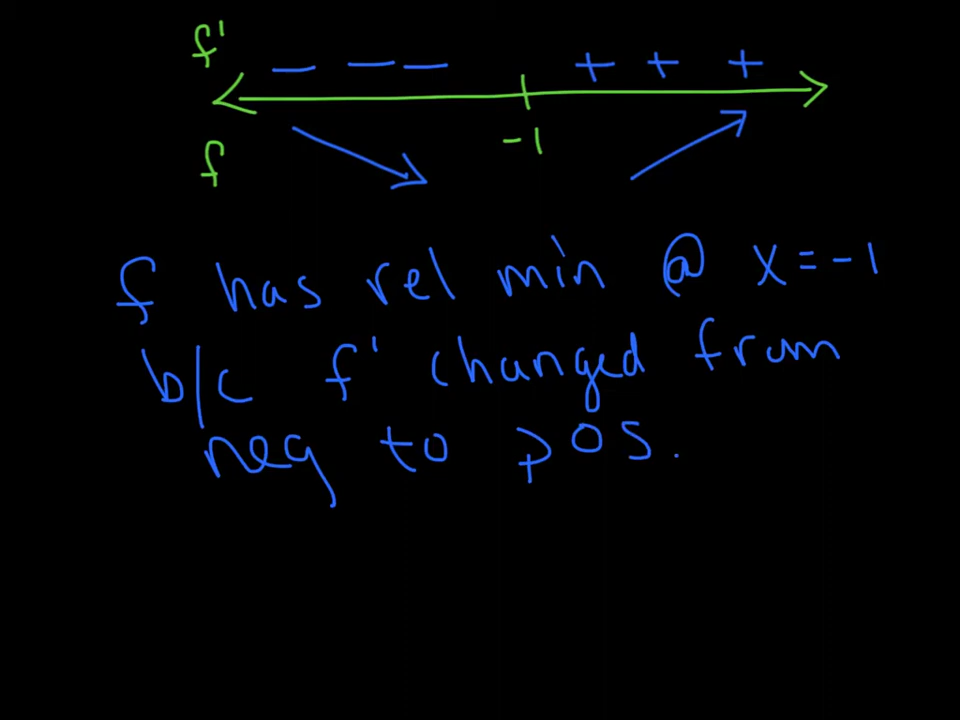 f'
— — — + + +
-1
f
f has rel min @ x = -1
b/c f' changed from
neg to pos.